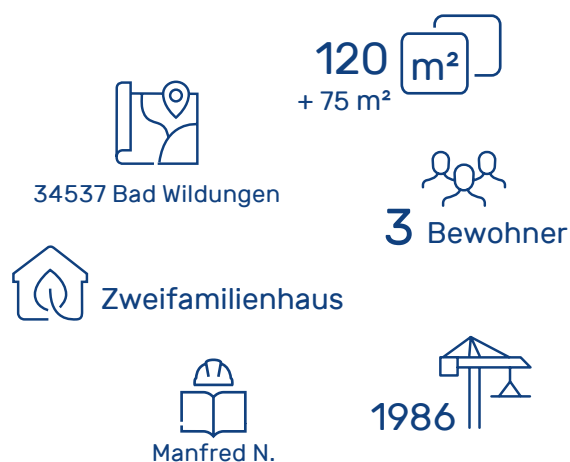 120 m²
+ 75 m²
34537 Bad Wildungen
3 Bewohner
Zweifamilienhaus
1986
Manfred N.